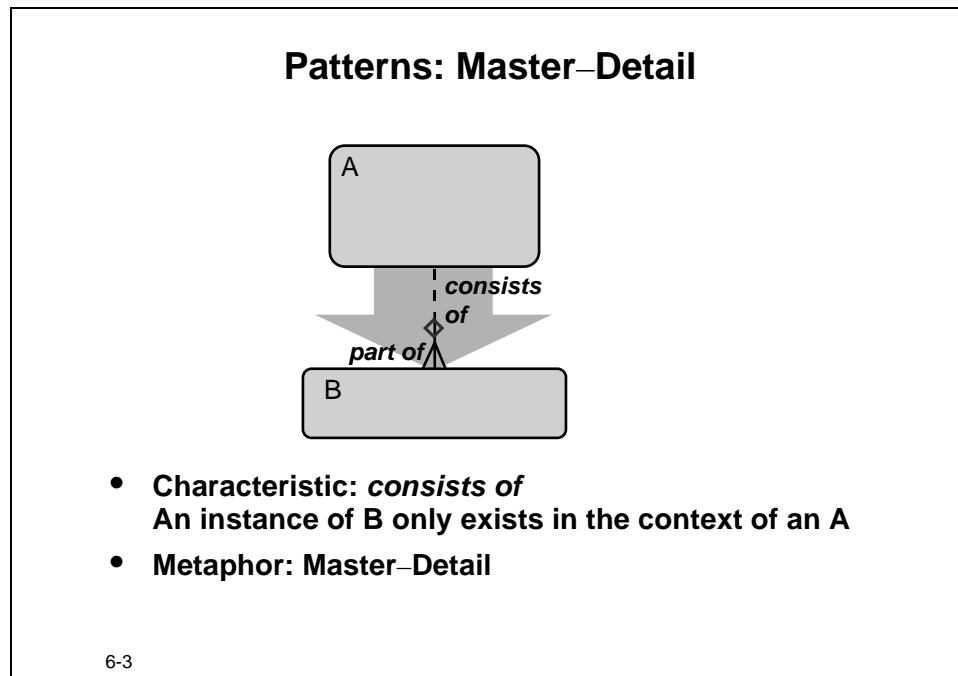 Patterns: Master–Detail
A
consists
of
part of
B
• Characteristic: consists of
An instance of B only exists in the context of an A
• Metaphor: Master–Detail
6-3